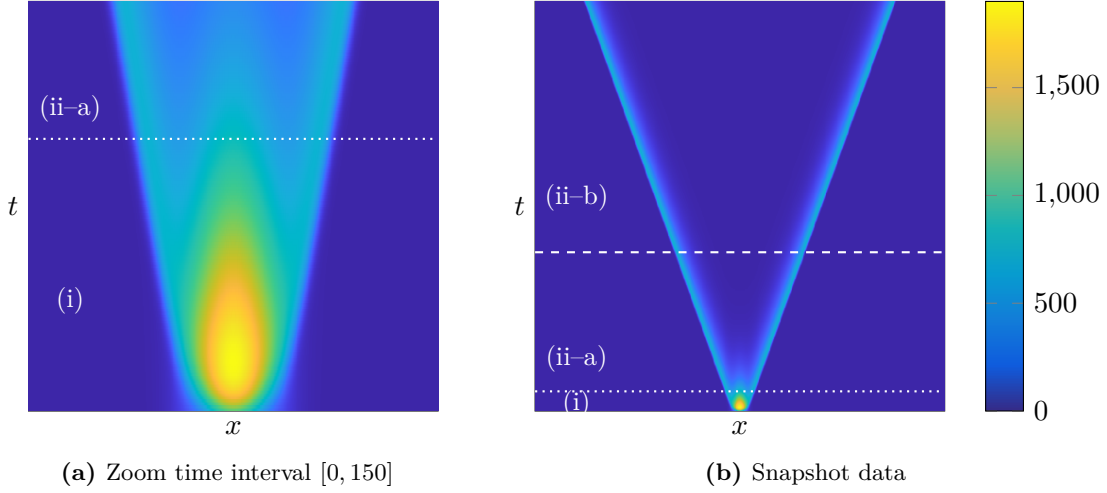 (ii–a)
t
(i)
x
(ii–b)
t
(ii–a)
(i)
x
1,500
1,000
500
0
(a) Zoom time interval [0, 150]
(b) Snapshot data